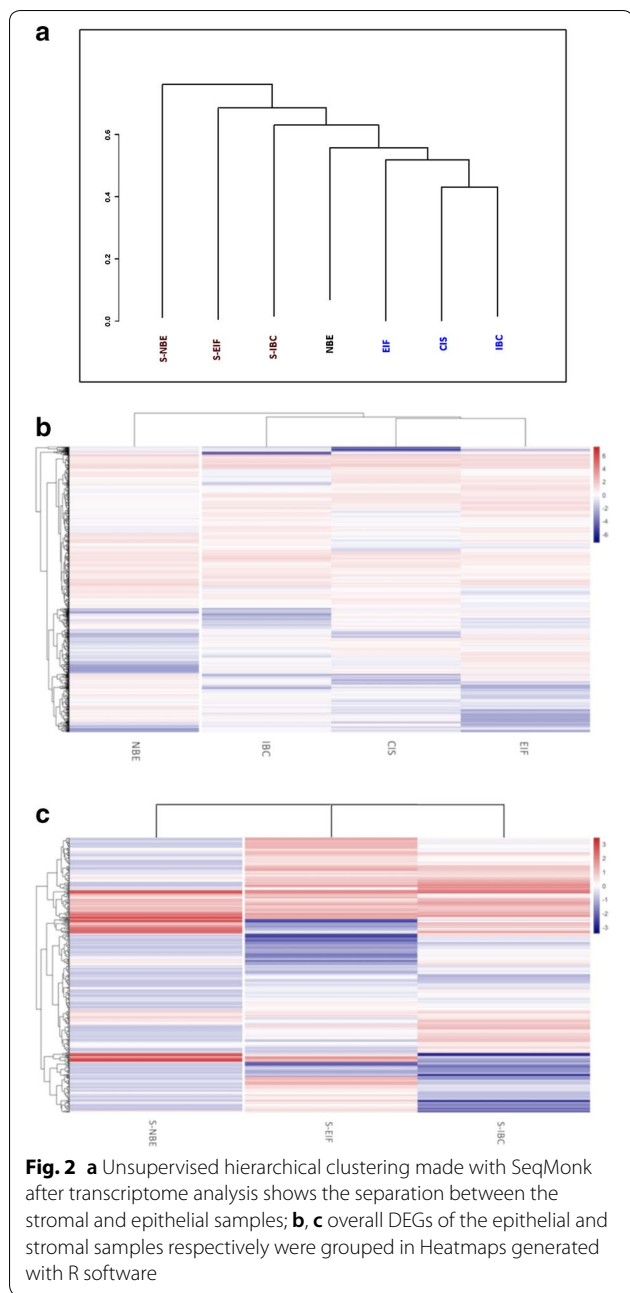 a
0.6
0.4
0.2
0.0
S-NBE
S-EIF
S-IBC
NBE
EIF
CIS
IBC
b
6
4
2
0
-2
-4
-6
NBE
IBC
CIS
EIF
c
3
2
1
0
-1
-2
-3
S-NBE
S-EIF
S-IBC
Fig. 2 a Unsupervised hierarchical clustering made with SeqMonk
after transcriptome analysis shows the separation between the
stromal and epithelial samples; b, c overall DEGs of the epithelial and
stromal samples respectively were grouped in Heatmaps generated
with R software